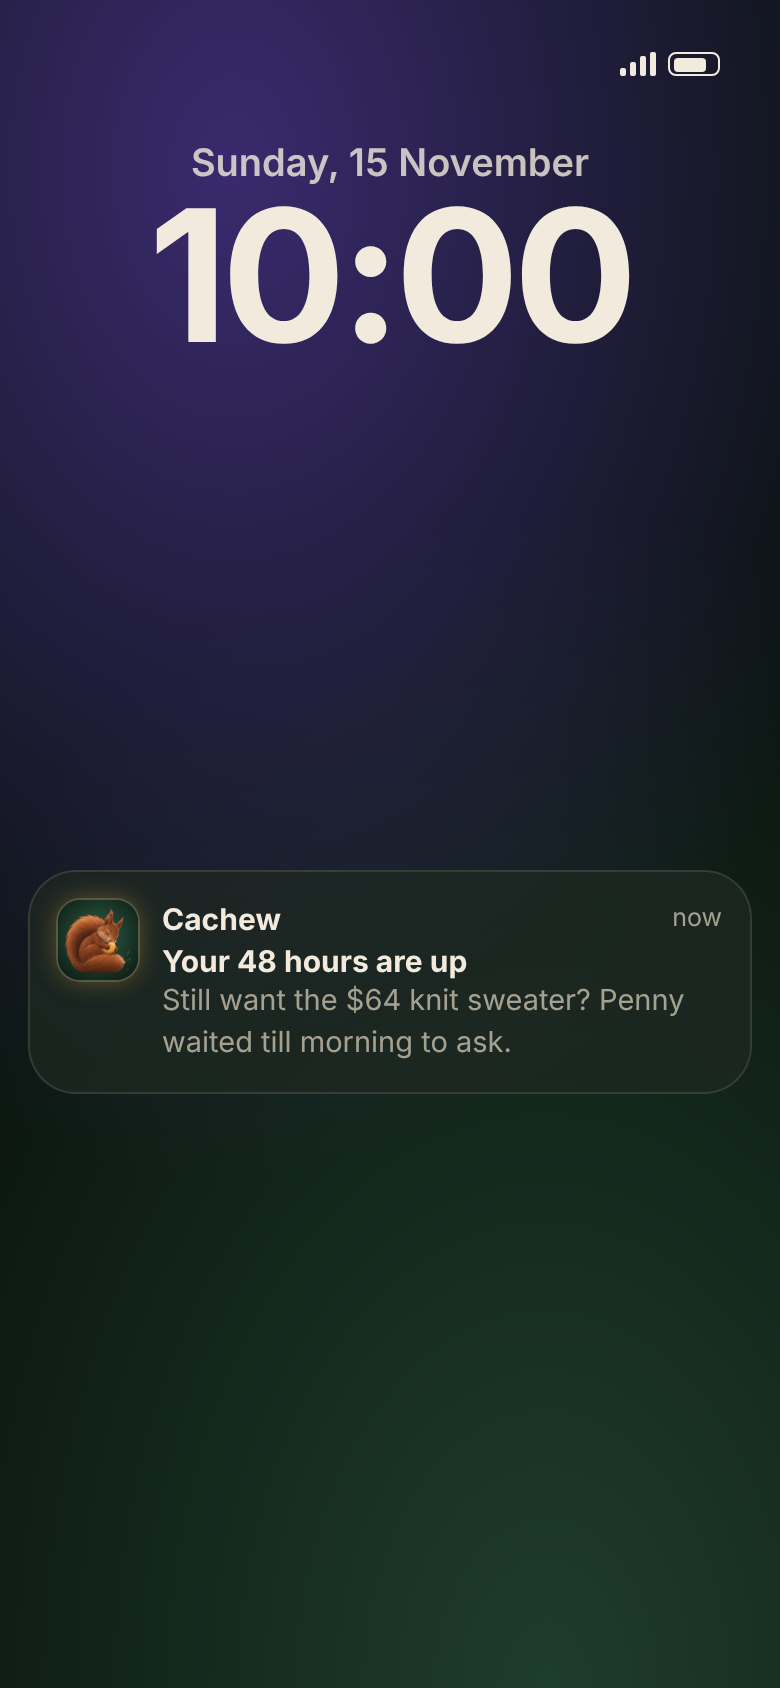 Sunday, 15 November
10:00
Cachew
now
Your 48 hours are up
Still want the $64 knit sweater? Penny
waited till morning to ask.